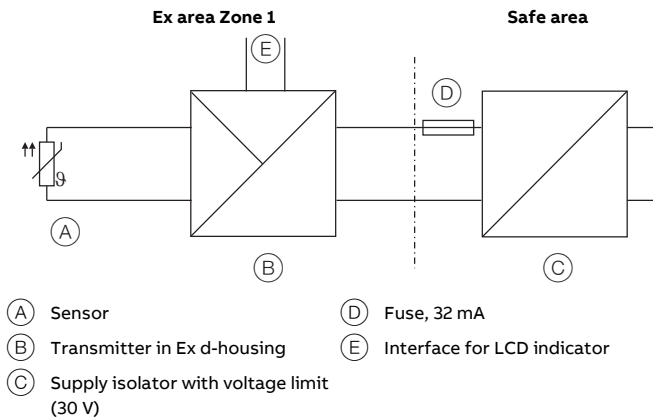 Ex area Zone 1
Safe area
E
D
ϑ
A
B
C
A Sensor
B Transmitter in Ex d-housing
C Supply isolator with voltage limit
(30 V)
D Fuse, 32 mA
E Interface for LCD indicator